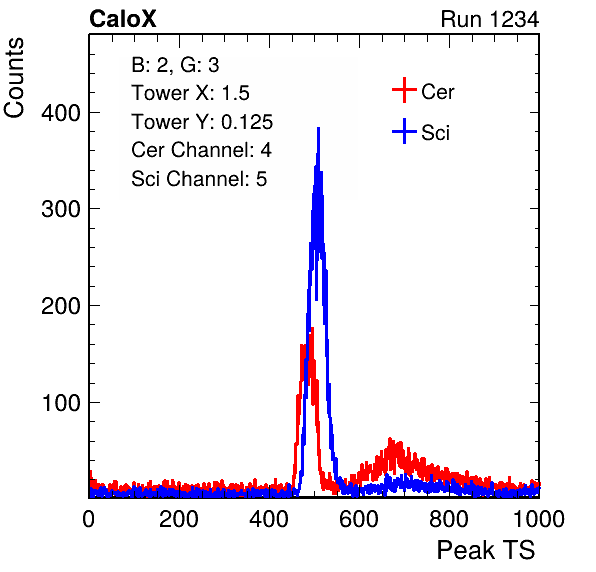 CaloX Run 1234
Counts
B: 2, G: 3
Tower X: 1.5
Tower Y: 0.125
Cer Channel: 4
Sci Channel: 5
Cer
Sci
400
300
200
100
0 200 400 600 800 1000
Peak TS